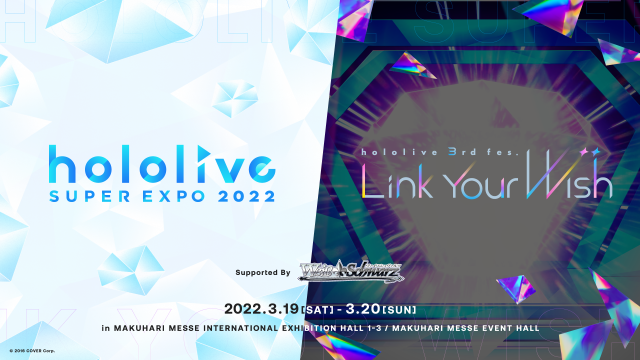 hololive
SUPER EXPO 2022
hololive 3rd fes.
Link Your Wish
Supported By Weiß Schwarz
2022.3.19[SAT] - 3.20[SUN]
in MAKUHARI MESSE INTERNATIONAL EXHIBITION HALL 1-3 / MAKUHARI MESSE EVENT HALL
© 2016 COVER Corp.